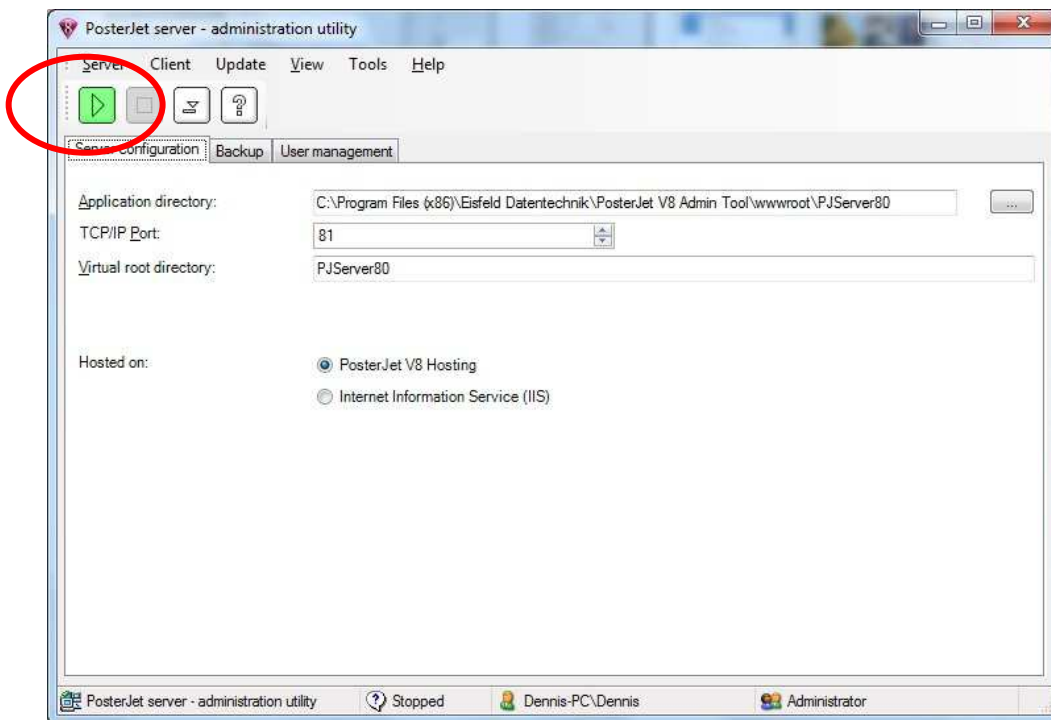 PosterJet server - administration utility
Server Client Update View Tools Help
Server configuration Backup User management
Application directory: C:\Program Files (x86)\Eisfeld Datentechnik\PosterJet V8 Admin Tool\wwwroot\PJServer80 ...
TCP/IP Port: 81
Virtual root directory: PJServer80
Hosted on: PosterJet V8 Hosting
Internet Information Service (IIS)
PosterJet server - administration utility Stopped Dennis-PC\Dennis Administrator